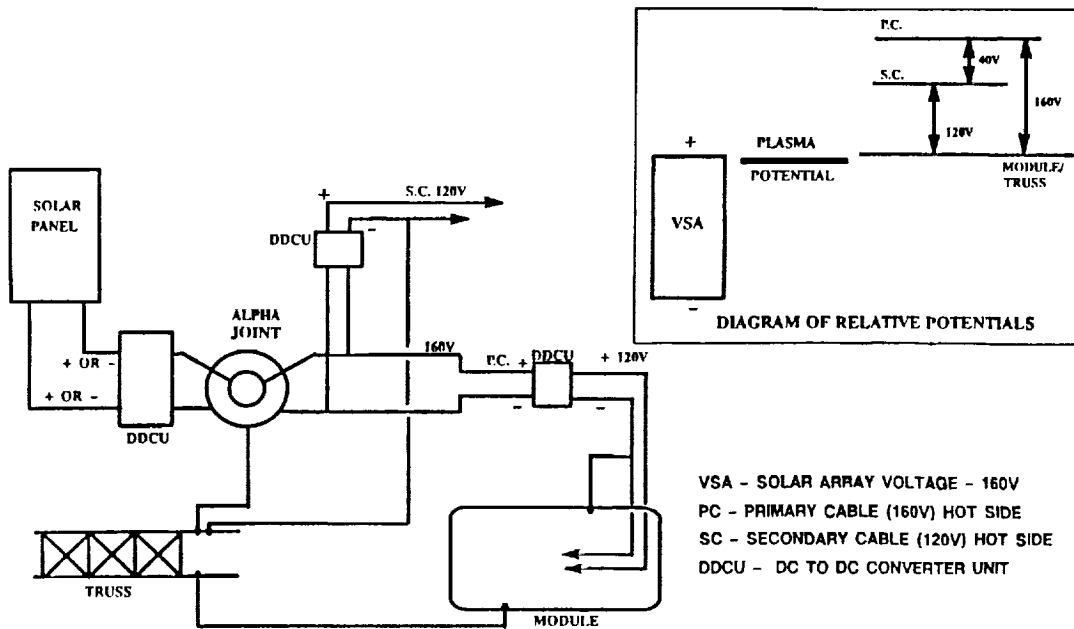 SOLAR
PANEL
+ OR -
+ OR -
DDCU
ALPHA
JOINT
DDCU
+
-
S.C. 120V
160V
P.C.
+
-
DDCU
+ 120V
-
TRUSS
MODULE
P.C.
40V
S.C.
160V
120V
+
PLASMA
POTENTIAL
MODULE/
TRUSS
VSA
-
DIAGRAM OF RELATIVE POTENTIALS
VSA - SOLAR ARRAY VOLTAGE - 160V
PC - PRIMARY CABLE (160V) HOT SIDE
SC - SECONDARY CABLE (120V) HOT SIDE
DDCU - DC TO DC CONVERTER UNIT